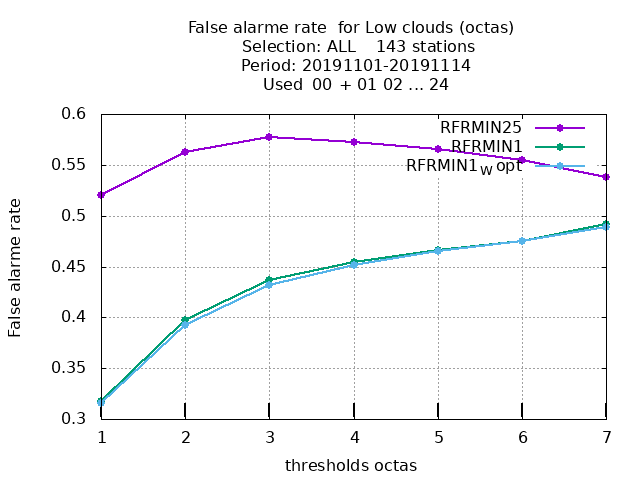 False alarme rate  for Low clouds (octas)
Selection: ALL    143 stations
Period: 20191101-20191114
Used  00  + 01 02 ... 24
0.6
0.55
0.5
0.45
0.4
0.35
0.3
False alarme rate
RFRMIN25
RFRMIN1
RFRMIN1w opt
1 2 3 4 5 6 7
thresholds octas